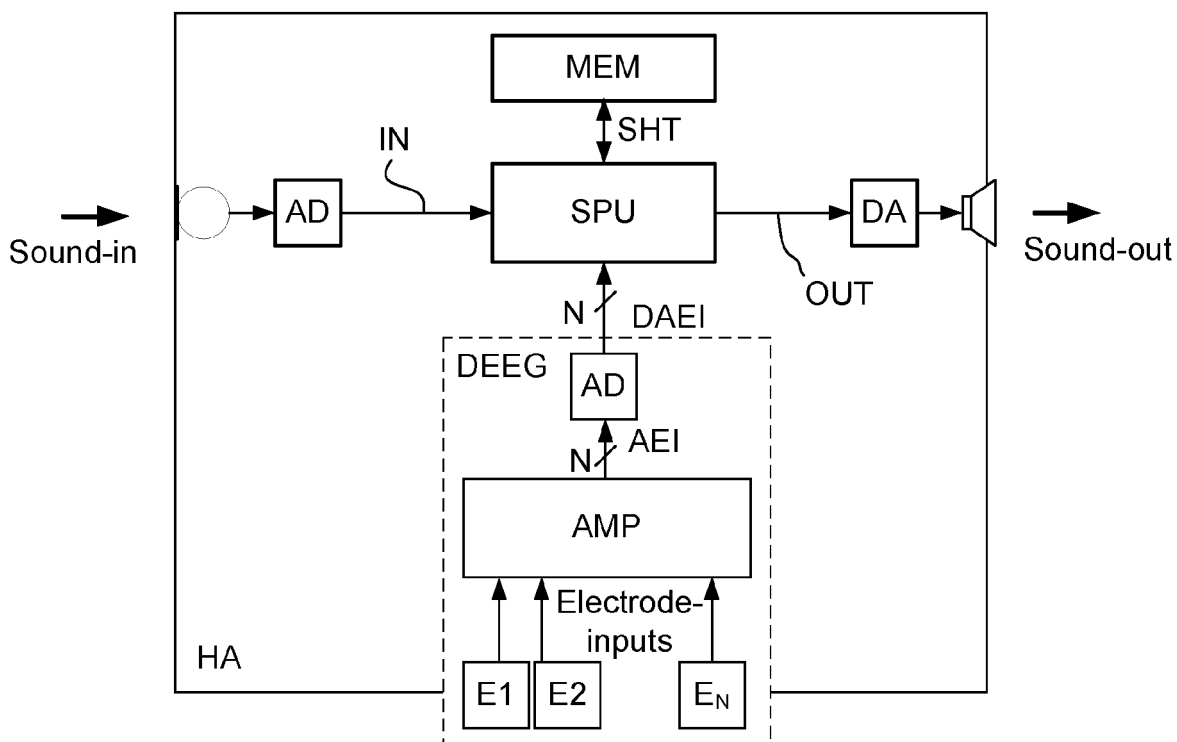 MEM
SHT
IN
AD
SPU
DA
Sound-in
Sound-out
OUT
N
DAEI
DEEG
AD
AEI
N
AMP
Electrode-
inputs
HA
E1
E2
EN